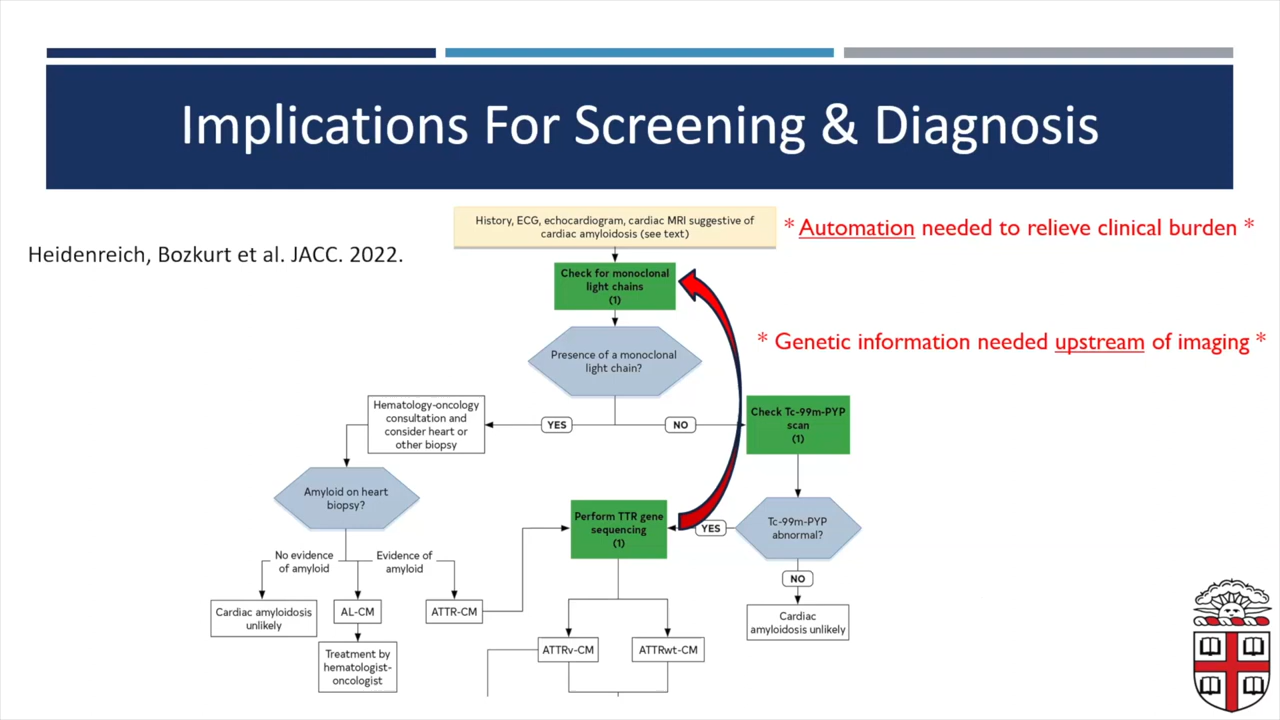 Implications For Screening & Diagnosis
Heidenreich, Bozkurt et al. JACC. 2022.
History, ECG, echocardiogram, cardiac MRI suggestive of
cardiac amyloidosis (see text)
* Automation needed to relieve clinical burden *
Check for monoclonal
light chains
(1)
* Genetic information needed upstream of imaging *
Presence of a monoclonal
light chain?
Hematology-oncology
consultation and
consider heart or
other biopsy
YES
NO
Check Tc-99m-PYP
scan
(1)
Amyloid on heart
biopsy?
Perform TTR gene
sequencing
(1)
YES
Tc-99m-PYP
abnormal?
No evidence
of amyloid
Evidence of
amyloid
NO
Cardiac amyloidosis
unlikely
AL-CM
ATTR-CM
Cardiac
amyloidosis unlikely
Treatment by
hematologist-
oncologist
ATTRv-CM
ATTRwt-CM